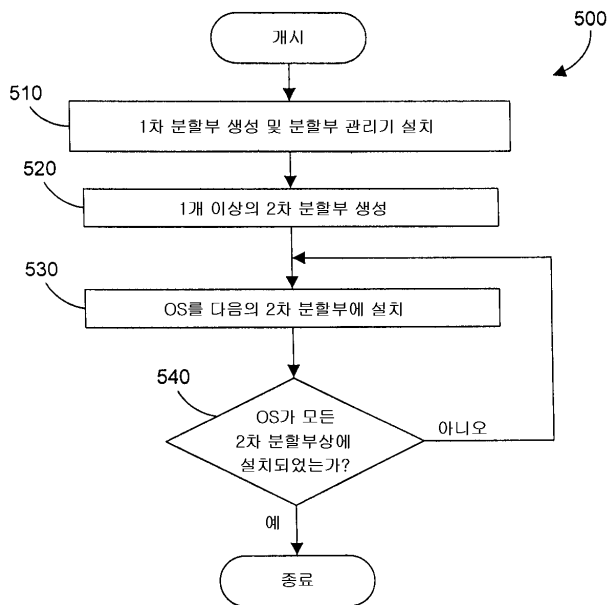 개시
500
510
1차 분할부 생성 및 분할부 관리기 설치
520
1개 이상의 2차 분할부 생성
530
OS를 다음의 2차 분할부에 설치
540
OS가 모든
2차 분할부상에
설치되었는가?
아니오
예
종료